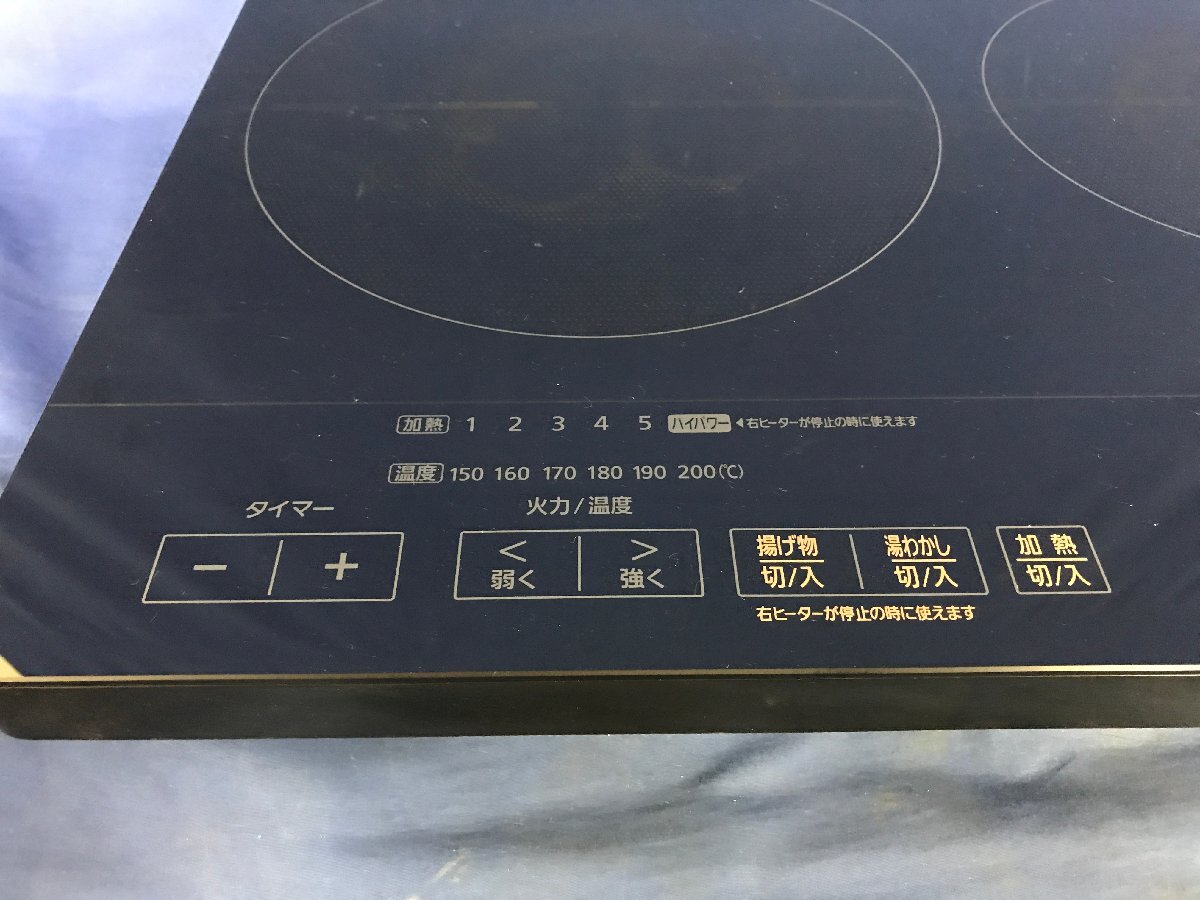 加熱 1 2 3 4 5 ハイパワー ◀右ヒーターが停止の時に使えます
温度 150 160 170 180 190 200(℃)
タイマー 火力/温度
− + < > 揚げ物 湯わかし 加熱
弱く 強く 切/入 切/入 切/入
右ヒーターが停止の時に使えます